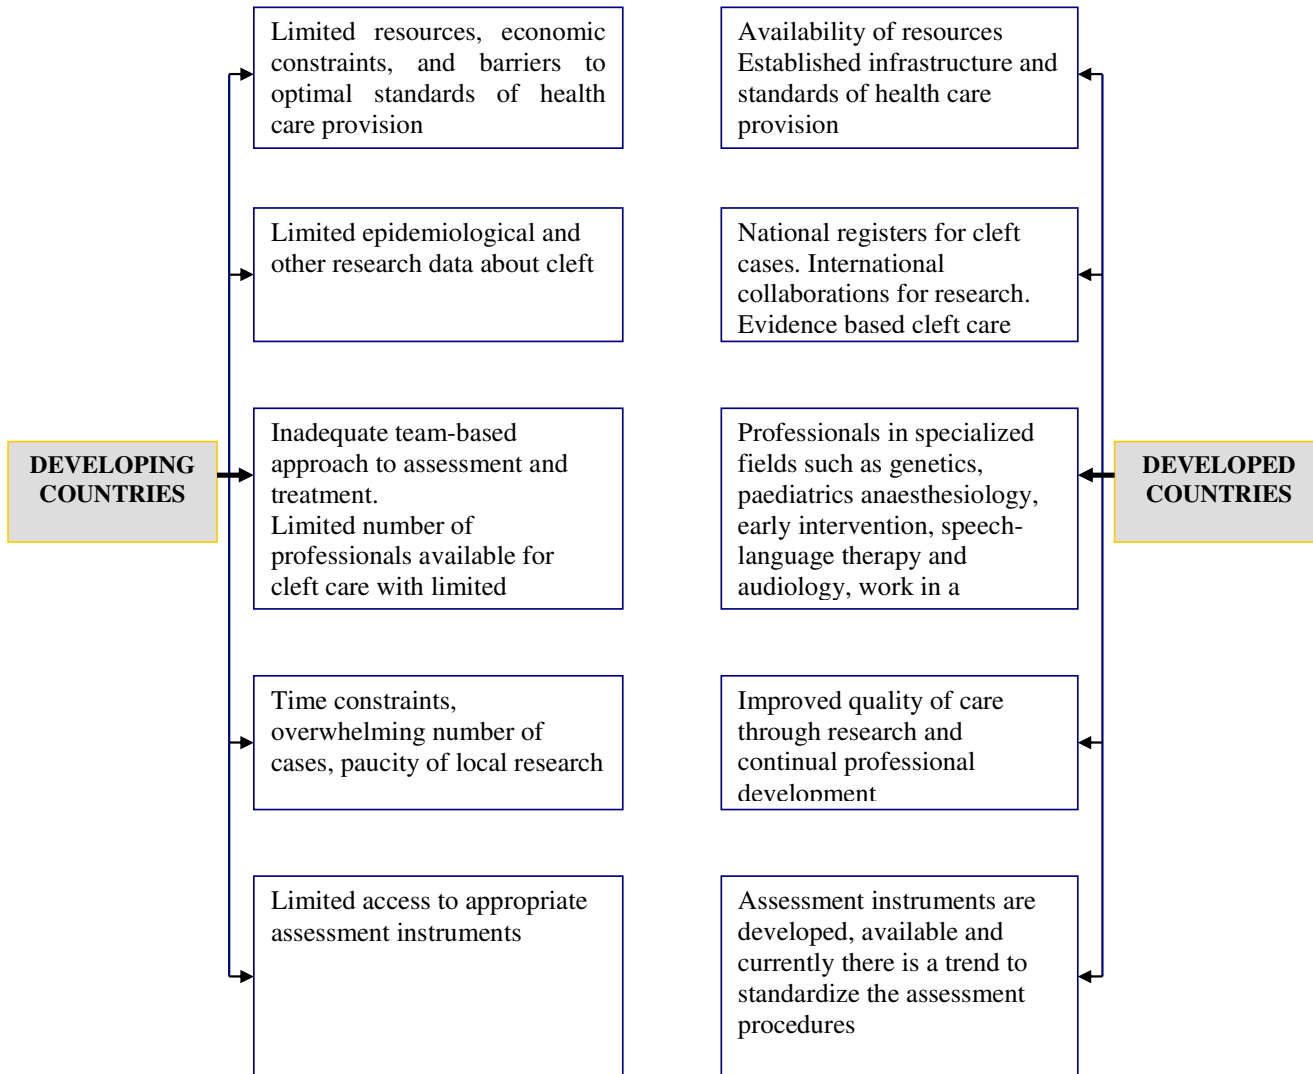 Limited resources, economic
constraints, and barriers to
optimal standards of health
care provision
Availability of resources
Established infrastructure and
standards of health care
provision
Limited epidemiological and
other research data about cleft
National registers for cleft
cases. International
collaborations for research.
Evidence based cleft care
DEVELOPING
COUNTRIES
Inadequate team-based
approach to assessment and
treatment.
Limited number of
professionals available for
cleft care with limited
Professionals in specialized
fields such as genetics,
paediatrics anaesthesiology,
early intervention, speech-
language therapy and
audiology, work in a
DEVELOPED
COUNTRIES
Time constraints,
overwhelming number of
cases, paucity of local research
Improved quality of care
through research and
continual professional
development
Limited access to appropriate
assessment instruments
Assessment instruments are
developed, available and
currently there is a trend to
standardize the assessment
procedures